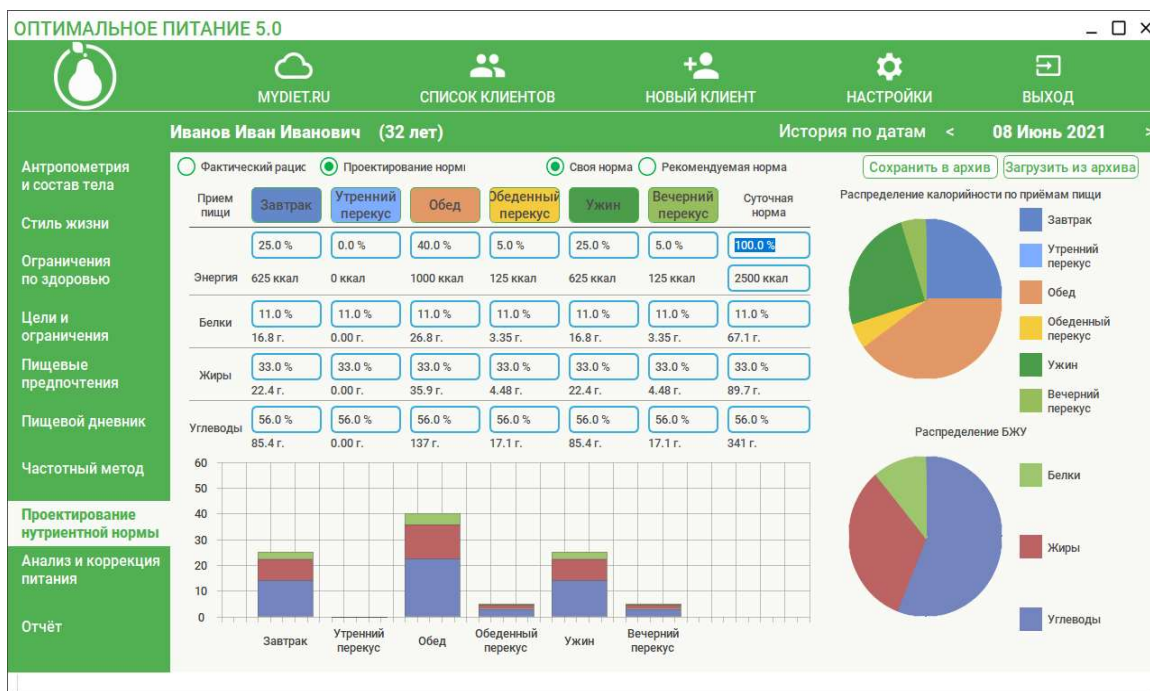 ОПТИМАЛЬНОЕ ПИТАНИЕ 5.0
MYDIET.RU СПИСОК КЛИЕНТОВ НОВЫЙ КЛИЕНТ НАСТРОЙКИ ВЫХОД
Иванов Иван Иванович (32 лет) История по датам < 08 Июнь 2021 >
Антропометрия
и состав тела
Стиль жизни
Ограничения
по здоровью
Цели и
ограничения
Пищевые
предпочтения
Пищевой дневник
Частотный метод
Проектирование
нутриентной нормы
Анализ и коррекция
питания
Отчёт
Фактический рацис Проектирование нормы Своя норма Рекомендуемая норма Сохранить в архив Загрузить из архива
Прием
пищи
Завтрак
Утренний
перекус
Обед
Обеденный
перекус
Ужин
Вечерний
перекус
Суточная
норма
25.0 % 0.0 % 40.0 % 5.0 % 25.0 % 5.0 % 100.0 %
Энергия 625 ккал 0 ккал 1000 ккал 125 ккал 625 ккал 125 ккал 2500 ккал
Белки 11.0 % 11.0 % 11.0 % 11.0 % 11.0 % 11.0 % 11.0 %
16.8 г. 0.00 г. 26.8 г. 3.35 г. 16.8 г. 3.35 г. 67.1 г.
Жиры 33.0 % 33.0 % 33.0 % 33.0 % 33.0 % 33.0 % 33.0 %
22.4 г. 0.00 г. 35.9 г. 4.48 г. 22.4 г. 4.48 г. 89.7 г.
Углеводы 56.0 % 56.0 % 56.0 % 56.0 % 56.0 % 56.0 % 56.0 %
85.4 г. 0.00 г. 137 г. 17.1 г. 85.4 г. 17.1 г. 341 г.
60
50
40
30
20
10
0
Завтрак
Утренний
перекус
Обед
Обеденный
перекус
Ужин
Вечерний
перекус
Распределение калорийности по приёмам пищи
Завтрак
Утренний
перекус
Обед
Обеденный
перекус
Ужин
Вечерний
перекус
Распределение БЖУ
Белки
Жиры
Углеводы